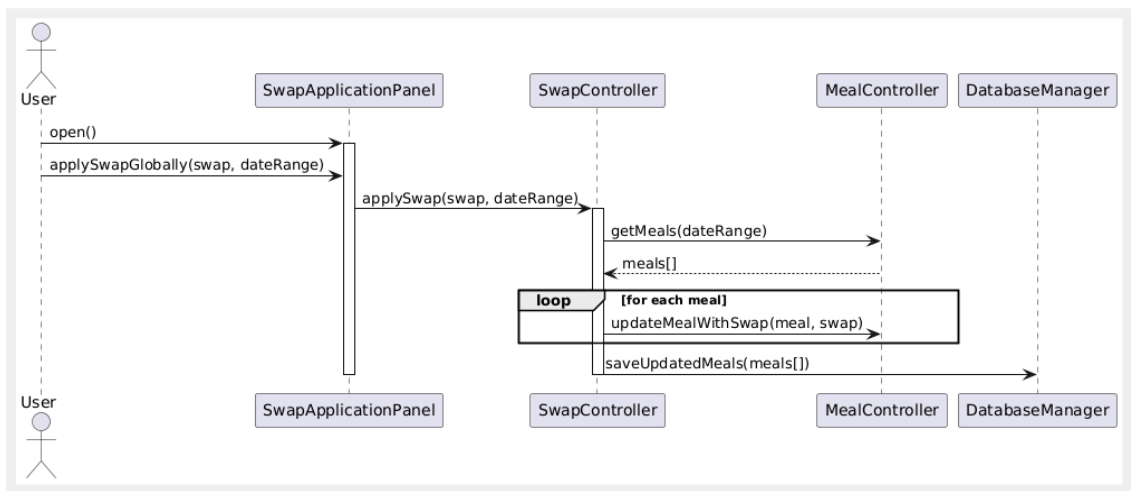 User
SwapApplicationPanel
SwapController
MealController
DatabaseManager
open()
applySwapGlobally(swap, dateRange)
applySwap(swap, dateRange)
getMeals(dateRange)
meals[]
loop
[for each meal]
updateMealWithSwap(meal, swap)
saveUpdatedMeals(meals[])
User
SwapApplicationPanel
SwapController
MealController
DatabaseManager